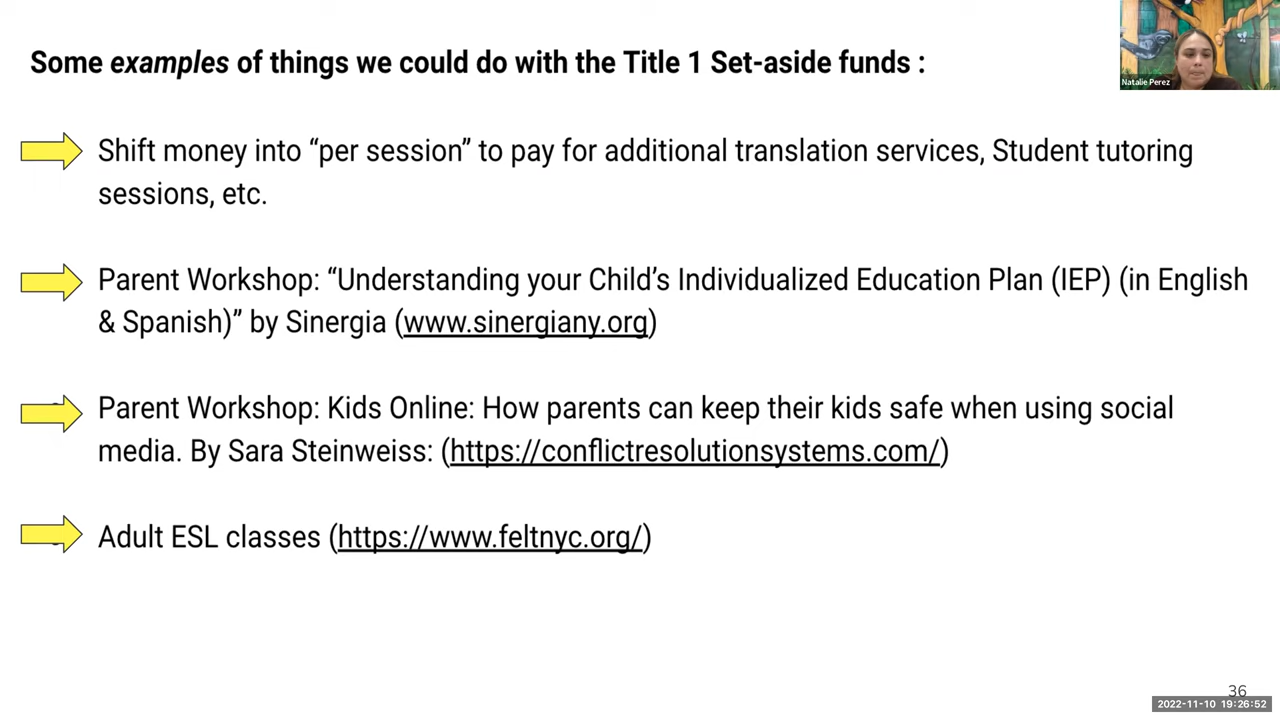 Some examples of things we could do with the Title 1 Set-aside funds :
Natalie Perez
Shift money into “per session” to pay for additional translation services, Student tutoring
sessions, etc.
Parent Workshop: “Understanding your Child’s Individualized Education Plan (IEP) (in English
& Spanish)” by Sinergia (www.sinergiany.org)
Parent Workshop: Kids Online: How parents can keep their kids safe when using social
media. By Sara Steinweiss: (https://conflictresolutionsystems.com/)
Adult ESL classes (https://www.feltnyc.org/)
36
2022-11-10 19:26:52